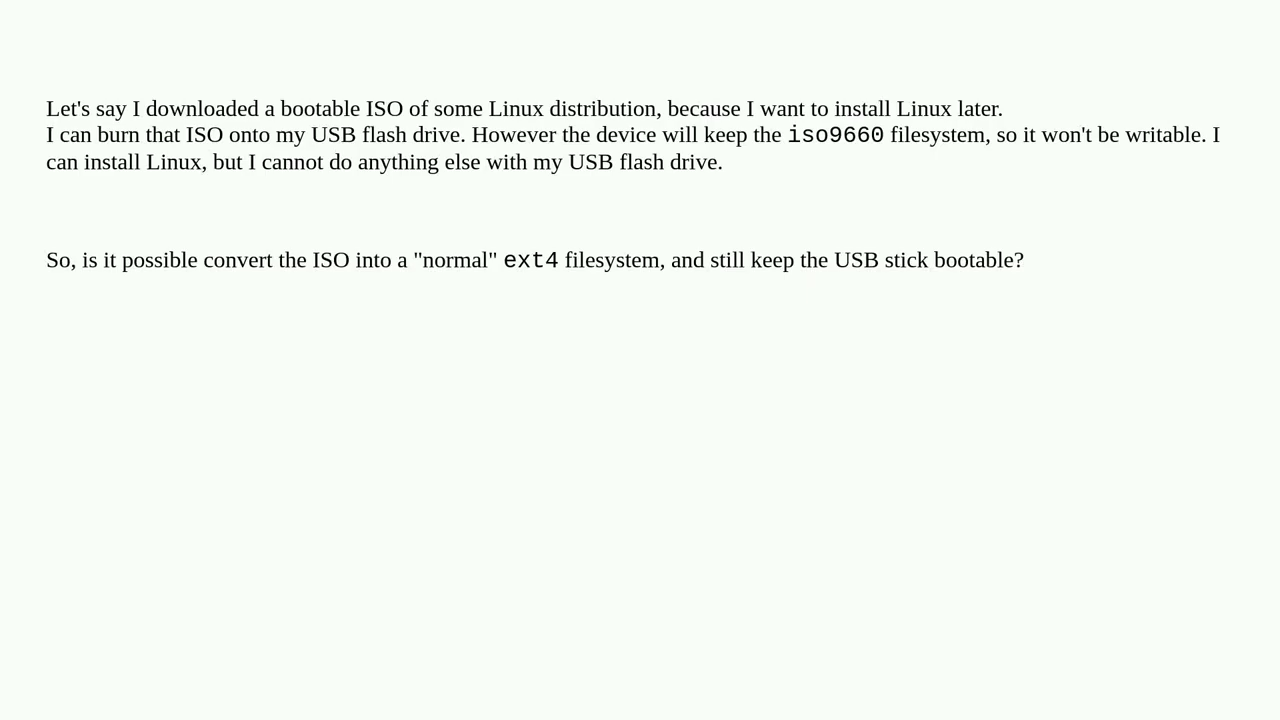 Let's say I downloaded a bootable ISO of some Linux distribution, because I want to install Linux later.
I can burn that ISO onto my USB flash drive. However the device will keep the iso9660 filesystem, so it won't be writable. I
can install Linux, but I cannot do anything else with my USB flash drive.
So, is it possible convert the ISO into a "normal" ext4 filesystem, and still keep the USB stick bootable?